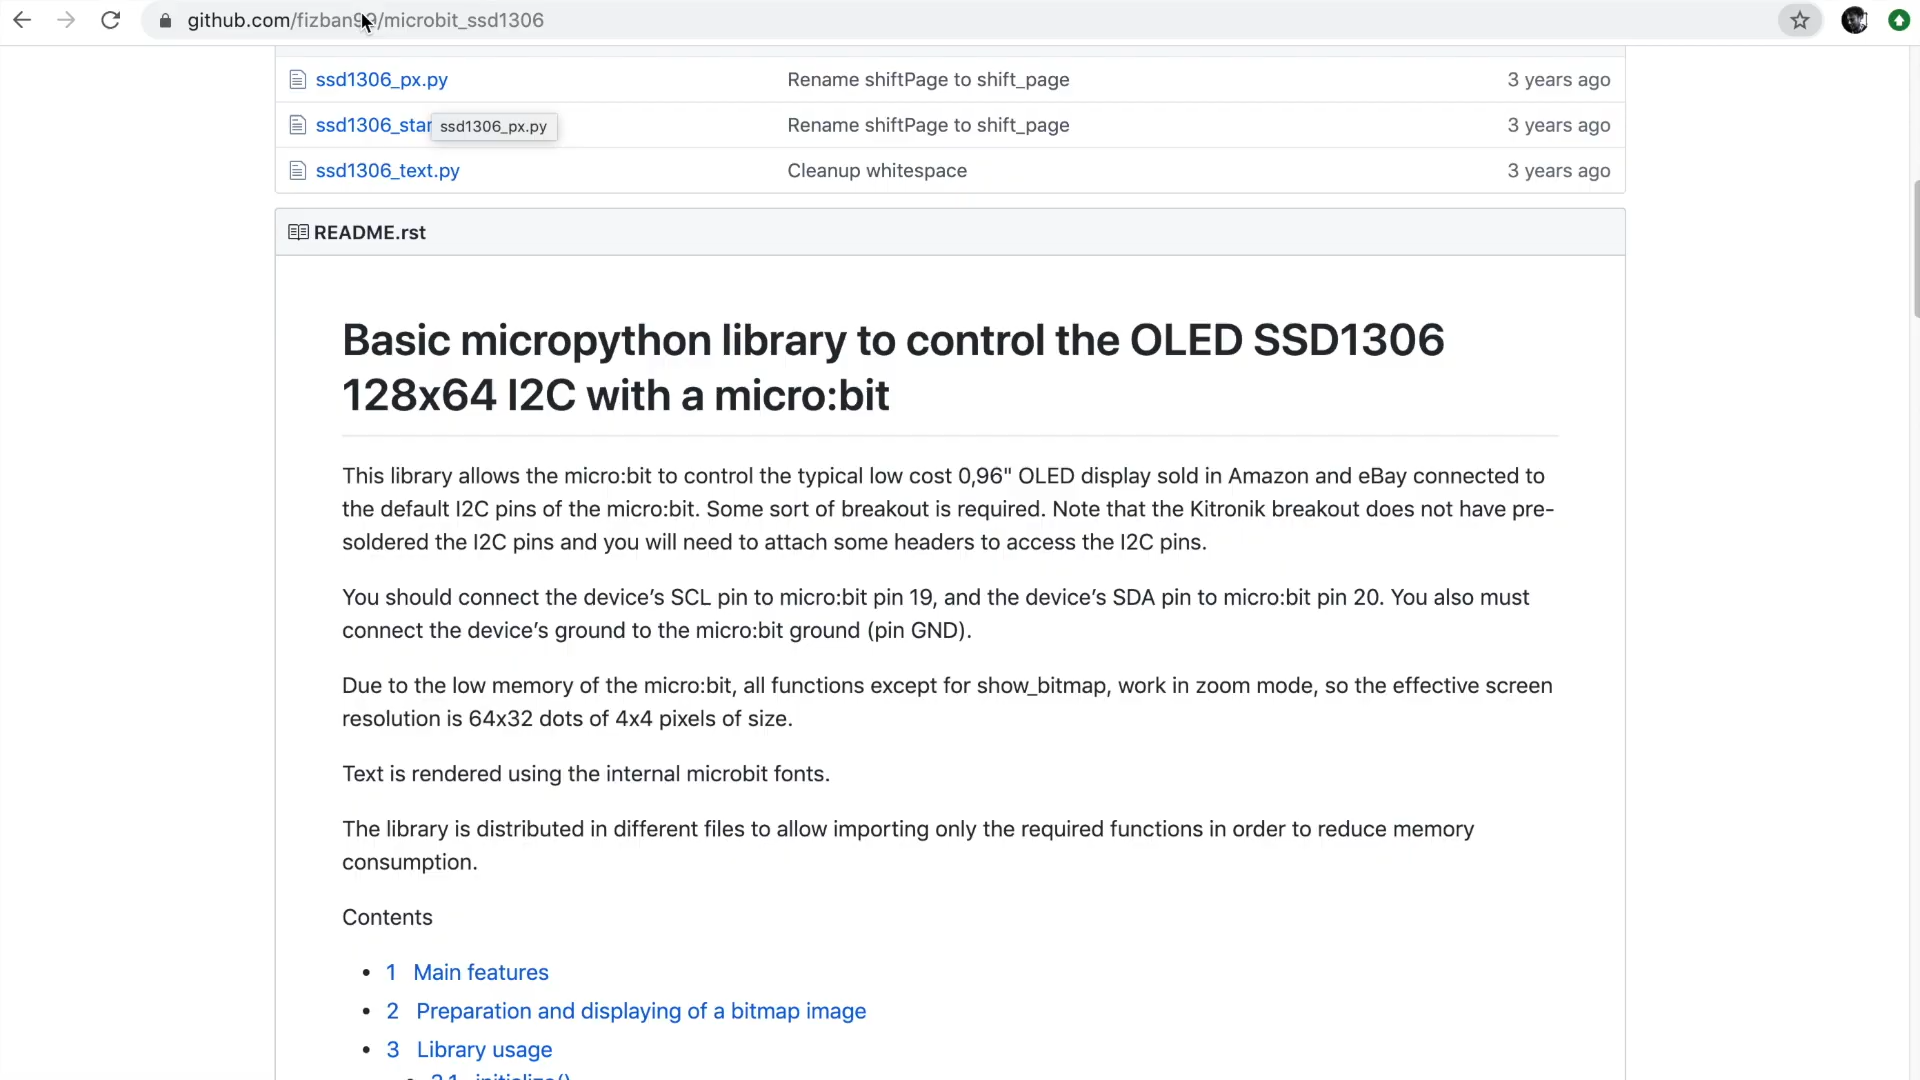 github.com/fizban99/microbit_ssd1306
ssd1306_px.py Rename shiftPage to shift_page 3 years ago
ssd1306_star Rename shiftPage to shift_page 3 years ago
ssd1306_px.py
ssd1306_text.py Cleanup whitespace 3 years ago
README.rst
Basic micropython library to control the OLED SSD1306
128x64 I2C with a micro:bit
This library allows the micro:bit to control the typical low cost 0,96" OLED display sold in Amazon and eBay connected to
the default I2C pins of the micro:bit. Some sort of breakout is required. Note that the Kitronik breakout does not have pre-
soldered the I2C pins and you will need to attach some headers to access the I2C pins.
You should connect the device’s SCL pin to micro:bit pin 19, and the device’s SDA pin to micro:bit pin 20. You also must
connect the device’s ground to the micro:bit ground (pin GND).
Due to the low memory of the micro:bit, all functions except for show_bitmap, work in zoom mode, so the effective screen
resolution is 64x32 dots of 4x4 pixels of size.
Text is rendered using the internal microbit fonts.
The library is distributed in different files to allow importing only the required functions in order to reduce memory
consumption.
Contents
• 1 Main features
• 2 Preparation and displaying of a bitmap image
• 3 Library usage
3.1 initialize()